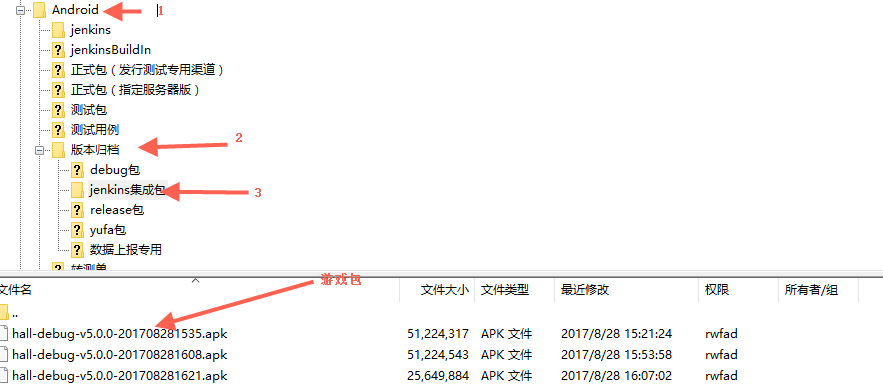 Android 1
jenkins
jenkinsBuildIn
正式包（发行测试专用渠道）
正式包（指定服务器版）
测试包
测试用例
版本归档 2
debug包
jenkins集成包 3
release包
yufa包
数据上报专用
转测单
游戏包
文件名 文件大小 文件类型 最近修改 权限 所有者/组
..
hall-debug-v5.0.0-201708281535.apk 51,224,317 APK 文件 2017/8/28 15:21:24 rwfad
hall-debug-v5.0.0-201708281608.apk 51,224,543 APK 文件 2017/8/28 15:53:58 rwfad
hall-debug-v5.0.0-201708281621.apk 25,649,884 APK 文件 2017/8/28 16:07:02 rwfad